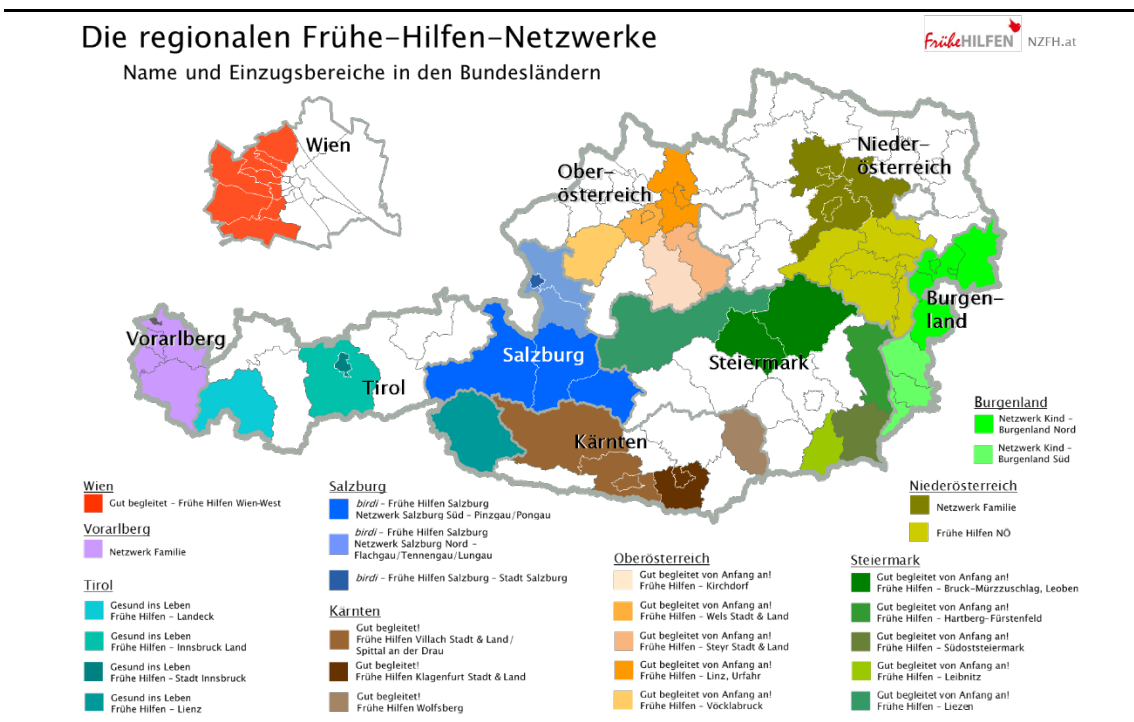 Die regionalen Frühe-Hilfen-Netzwerke
FrüheHILFEN NZFH.at
Name und Einzugsbereiche in den Bundesländern
Wien
Nieder-
österreich
Ober-
österreich
Burgen-
land
Vorarlberg
Salzburg
Steiermark
Tirol
Kärnten
Burgenland
Netzwerk Kind -
Burgenland Nord
Netzwerk Kind -
Burgenland Süd
Wien
Gut begleitet - Frühe Hilfen Wien-West
Vorarlberg
Netzwerk Familie
Tirol
Gesund ins Leben
Frühe Hilfen - Landeck
Gesund ins Leben
Frühe Hilfen - Innsbruck Land
Gesund ins Leben
Frühe Hilfen - Stadt Innsbruck
Gesund ins Leben
Frühe Hilfen - Lienz
Salzburg
birdi - Frühe Hilfen Salzburg
Netzwerk Salzburg Süd - Pinzgau/Pongau
birdi - Frühe Hilfen Salzburg
Netzwerk Salzburg Nord -
Flachgau/Tennengau/Lungau
birdi - Frühe Hilfen Salzburg - Stadt Salzburg
Kärnten
Gut begleitet!
Frühe Hilfen Villach Stadt & Land/
Spittal an der Drau
Gut begleitet!
Frühe Hilfen Klagenfurt Stadt & Land
Gut begleitet!
Frühe Hilfen Wolfsberg
Oberösterreich
Gut begleitet von Anfang an!
Frühe Hilfen - Kirchdorf
Gut begleitet von Anfang an!
Frühe Hilfen - Wels Stadt & Land
Gut begleitet von Anfang an!
Frühe Hilfen - Steyr Stadt & Land
Gut begleitet von Anfang an!
Frühe Hilfen - Linz, Urfahr
Gut begleitet von Anfang an!
Frühe Hilfen - Vöcklabruck
Niederösterreich
Netzwerk Familie
Frühe Hilfen NÖ
Steiermark
Gut begleitet von Anfang an!
Frühe Hilfen - Bruck-Mürzzuschlag, Leoben
Gut begleitet von Anfang an!
Frühe Hilfen - Hartberg-Fürstenfeld
Gut begleitet von Anfang an!
Frühe Hilfen - Südoststeiermark
Gut begleitet von Anfang an!
Frühe Hilfen - Leibnitz
Gut begleitet von Anfang an!
Frühe Hilfen - Liezen